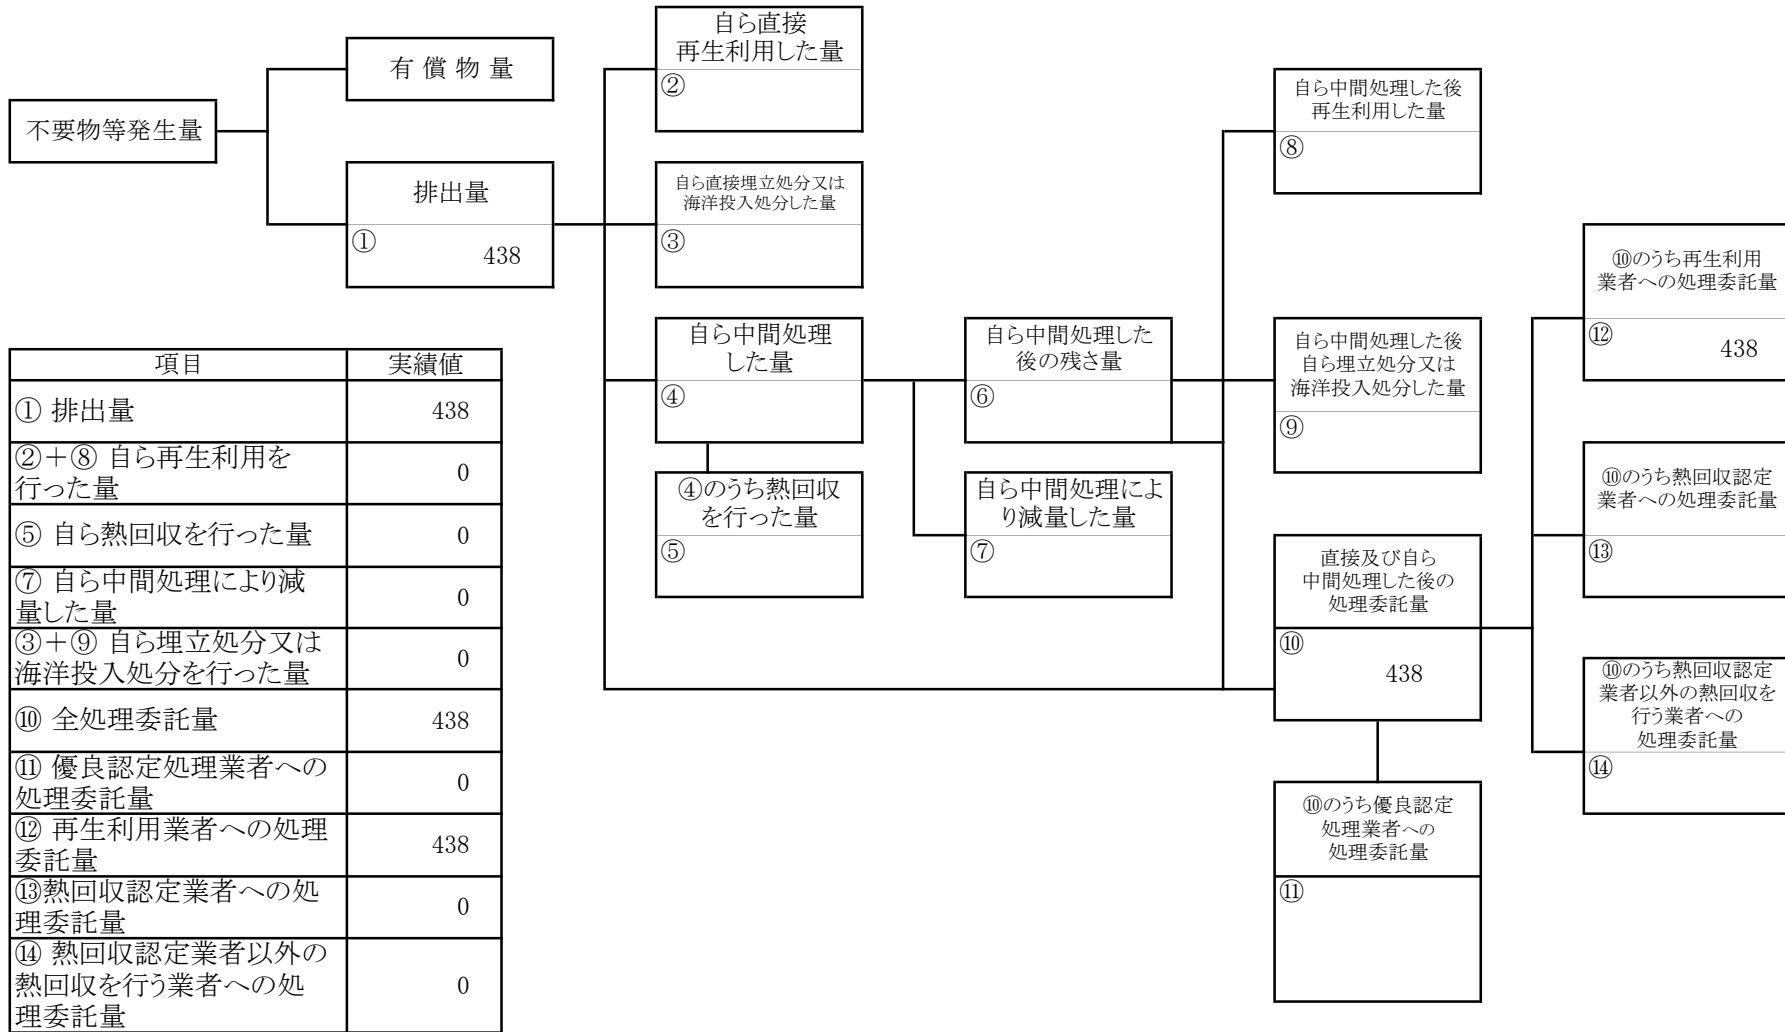 不要物等発生量
有 償 物 量
排出量
①
438
自ら直接
再生利用した量
②
自ら直接埋立処分又は
海洋投入処分した量
③
自ら中間処理
した量
④
④のうち熱回収
を行った量
⑤
自ら中間処理した
後の残さ量
⑥
自ら中間処理によ
り減量した量
⑦
自ら中間処理した後
再生利用した量
⑧
自ら中間処理した後
自ら埋立処分又は
海洋投入処分した量
⑨
直接及び自ら
中間処理した後の
処理委託量
⑩
438
⑩のうち優良認定
処理業者への
処理委託量
⑪
⑩のうち再生利用
業者への処理委託量
⑫
438
⑩のうち熱回収認定
業者への処理委託量
⑬
⑩のうち熱回収認定
業者以外の熱回収を
行う業者への
処理委託量
⑭
項目 実績値
① 排出量 438
②＋⑧ 自ら再生利用を
行った量 0
⑤ 自ら熱回収を行った量 0
⑦ 自ら中間処理により減
量した量 0
③＋⑨ 自ら埋立処分又は
海洋投入処分を行った量 0
⑩ 全処理委託量 438
⑪ 優良認定処理業者への
処理委託量 0
⑫ 再生利用業者への処理
委託量 438
⑬熱回収認定業者への処
理委託量 0
⑭ 熱回収認定業者以外の
熱回収を行う業者への処
理委託量 0